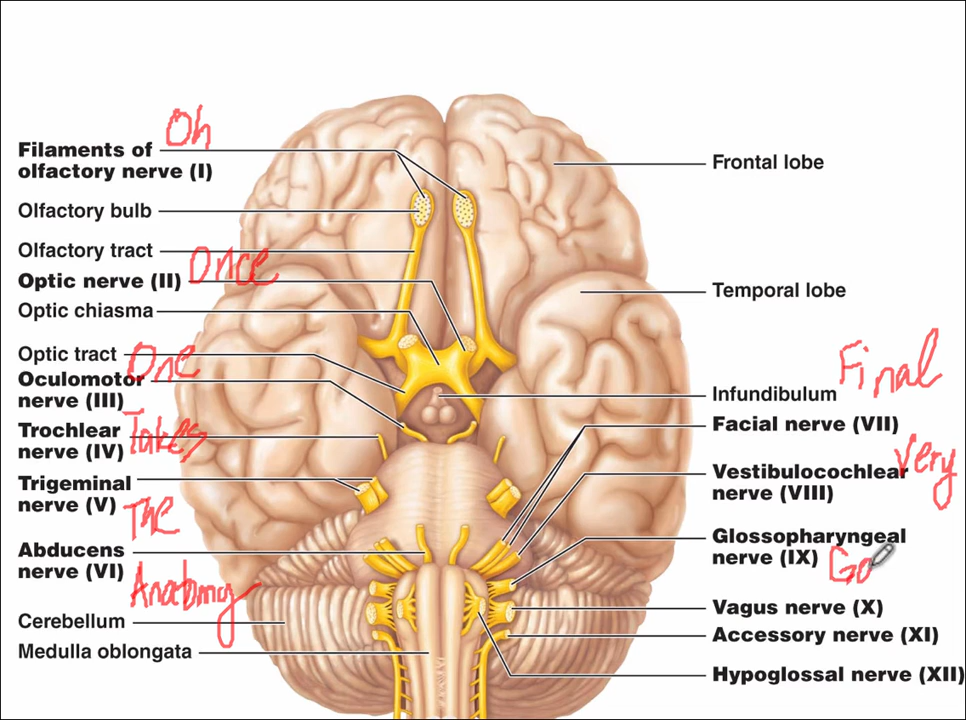 Oh
Filaments of
olfactory nerve (I)
Olfactory bulb
Olfactory tract
Once
Optic nerve (II)
Optic chiasma
Optic tract
One
Oculomotor
nerve (III)
Takes
Trochlear
nerve (IV)
Trigeminal
nerve (V)
The
Abducens
nerve (VI)
Anatomy
Cerebellum
Medulla oblongata
Frontal lobe
Temporal lobe
Final
Infundibulum
Facial nerve (VII)
Very
Vestibulocochlear
nerve (VIII)
Glossopharyngeal
nerve (IX)
Go
Vagus nerve (X)
Accessory nerve (XI)
Hypoglossal nerve (XII)